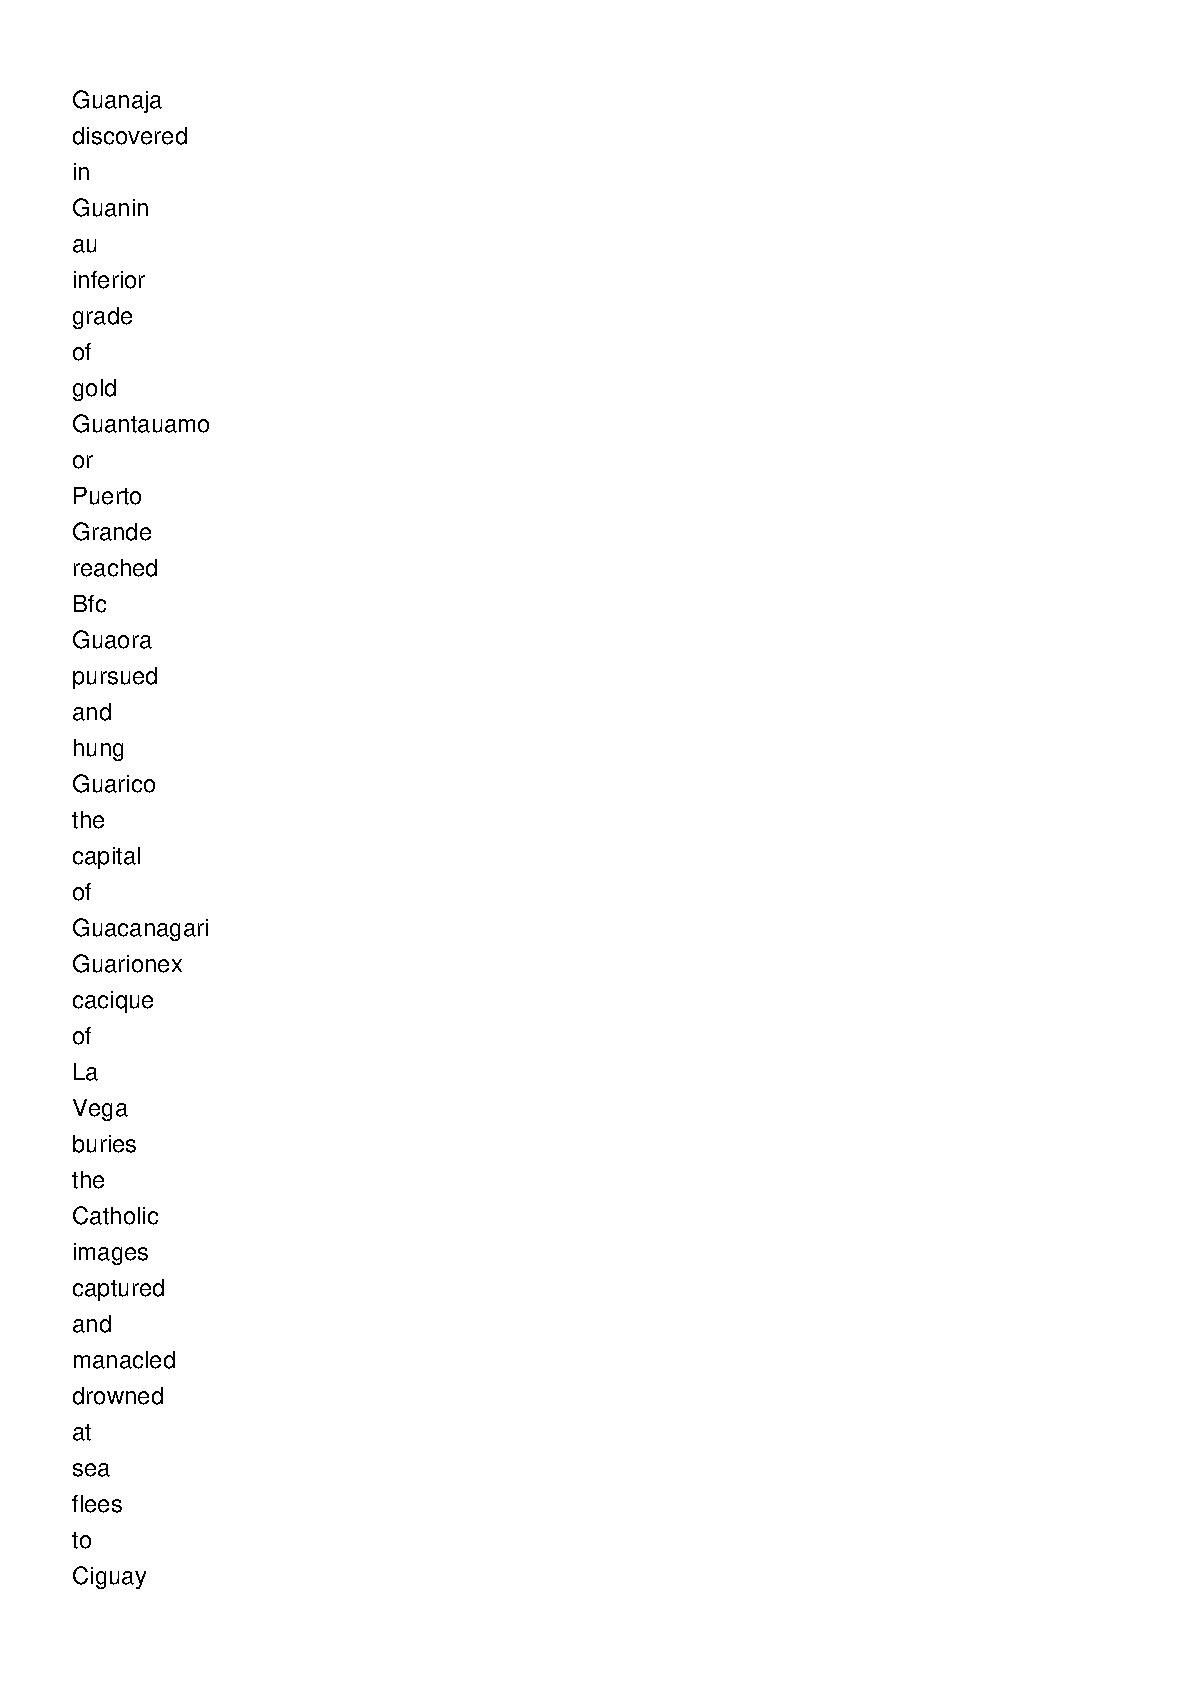 Guanaja
discovered
in
Guanin
au
inferior
grade
of
gold
Guantauamo
or
Puerto
Grande
reached
Bfc
Guaora
pursued
and
hung
Guarico
the
capital
of
Guacanagari
Guarionex
cacique
of
La
Vega
buries
the
Catholic
images
captured
and
manacled
drowned
at
sea
flees
to
Ciguay